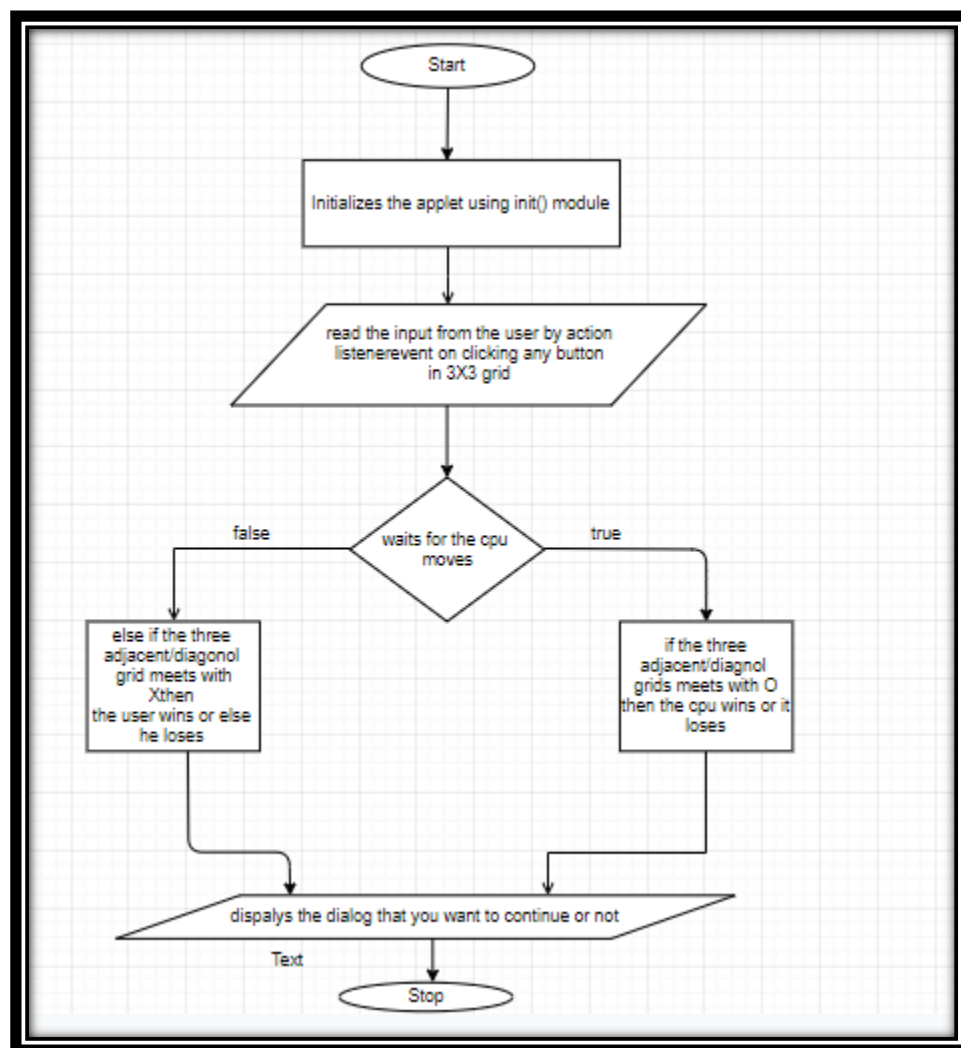 Start
Initializes the applet using init() module
read the input from the user by action
listenerevent on clicking any button
in 3X3 grid
waits for the cpu
moves
false
true
else if the three
adjacent/diagonol
grid meets with
Xthen
the user wins or else
he loses
if the three
adjacent/diagnol
grids meets with O
then the cpu wins or it
loses
dispalys the dialog that you want to continue or not
Text
Stop